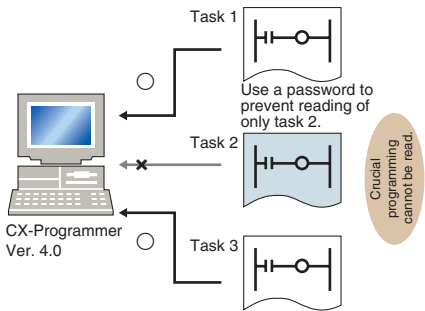 Task 1
Use a password to
prevent reading of
only task 2.
Task 2
Crucial
programming
cannot be read.
CX-Programmer
Ver. 4.0
Task 3